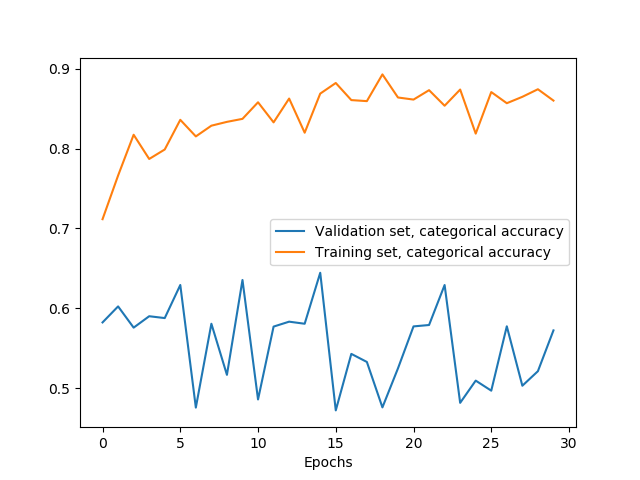 0.9
0.8
0.7
0.6
0.5
Validation set, categorical accuracy
Training set, categorical accuracy
0 5 10 15 20 25 30
Epochs